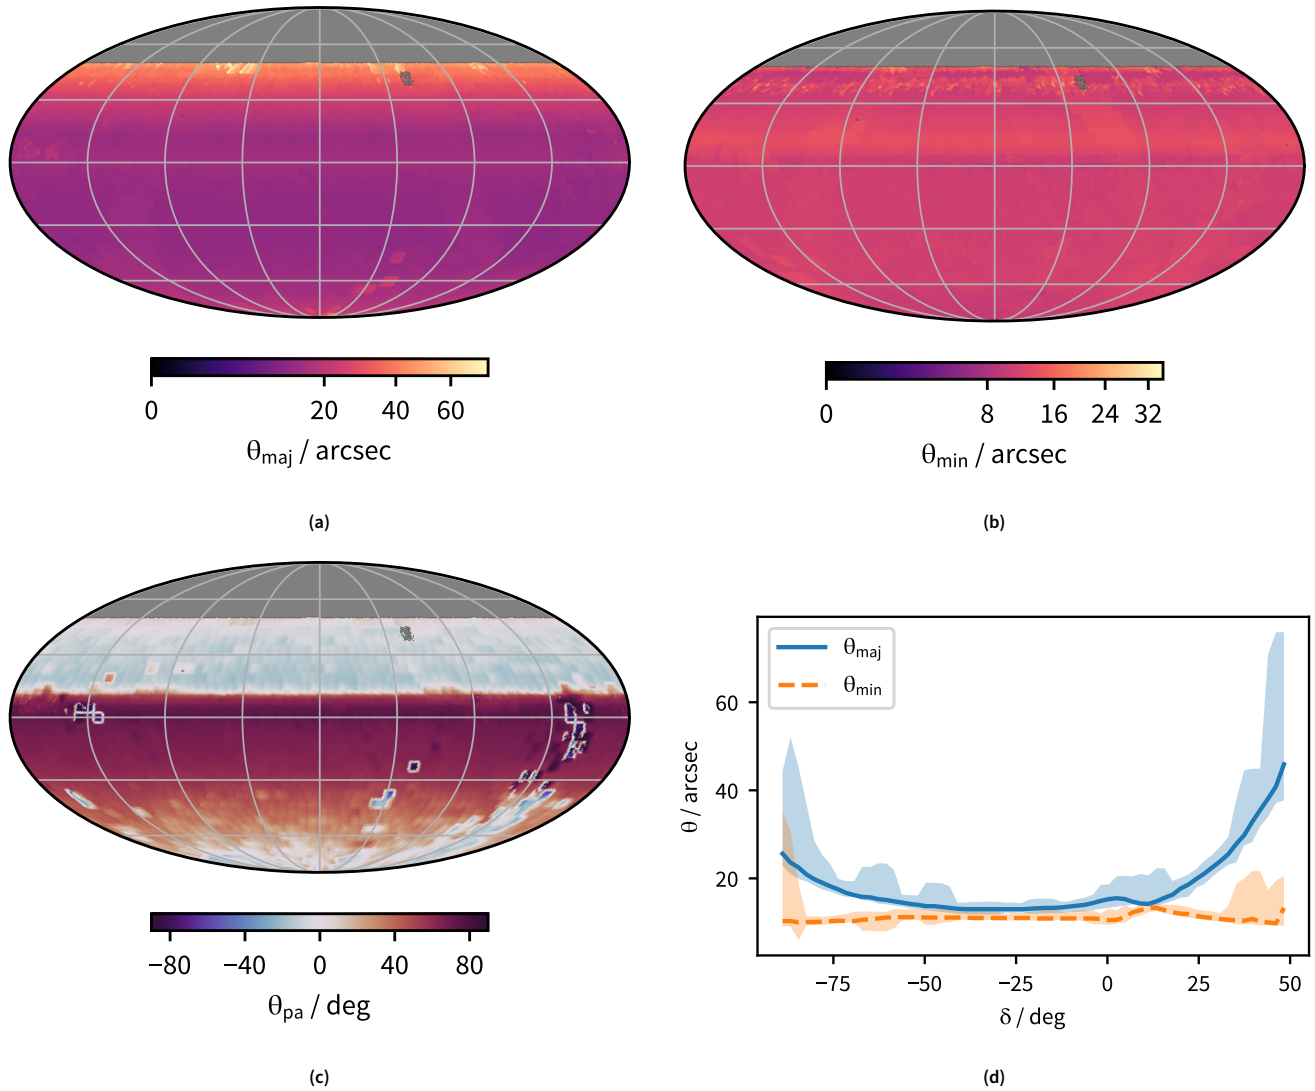 0 20 40 60
θmaj / arcsec
(a)
0 8 16 24 32
θmin / arcsec
(b)
−80 −40 0 40 80
θpa / deg
(c)
θmaj
θmin
60
40
20
θ / arcsec
−75 −50 −25 0 25 50
δ / deg
(d)